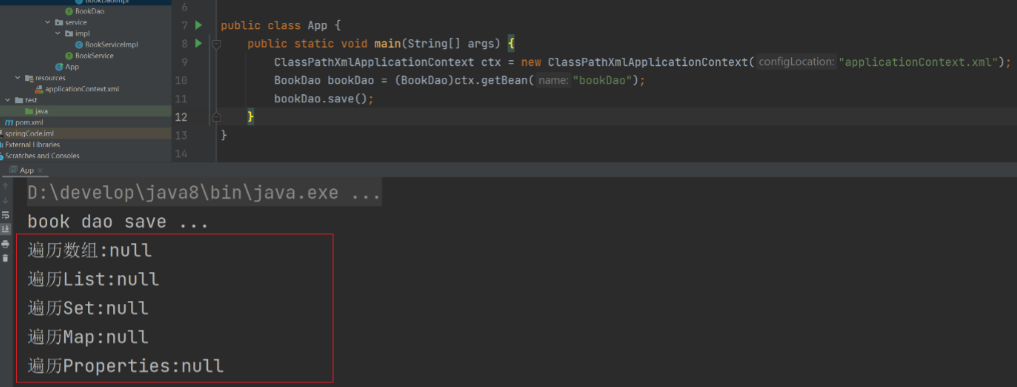 BookDaoImpl
BookDao
service
impl
BookServiceImpl
BookService
App
resources
applicationContext.xml
test
java
pom.xml
springCode.iml
External Libraries
Scratches and Consoles
6
7 public class App {
8 public static void main(String[] args) {
9 ClassPathXmlApplicationContext ctx = new ClassPathXmlApplicationContext( configLocation: "applicationContext.xml");
10 BookDao bookDao = (BookDao)ctx.getBean( name: "bookDao");
11 bookDao.save();
12 }
13 }
14
App
D:\develop\java8\bin\java.exe ...
book dao save ...
遍历数组:null
遍历List:null
遍历Set:null
遍历Map:null
遍历Properties:null